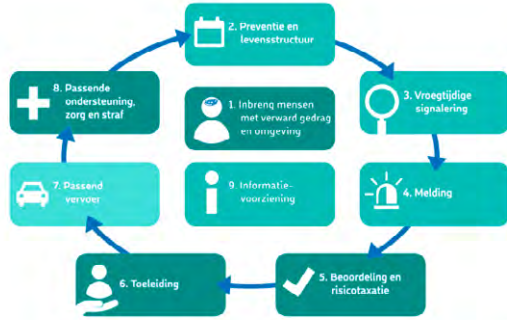 2. Preventie en
levensstructuur
8. Passende
ondersteuning,
zorg en straf
1. Inbreng mensen
met verward gedrag
en omgeving
3. Vroegtijdige
signalering
7. Passend
vervoer
9. Informatie-
voorziening
4. Melding
6. Toeleiding
5. Beoordeling en
risicotaxatie